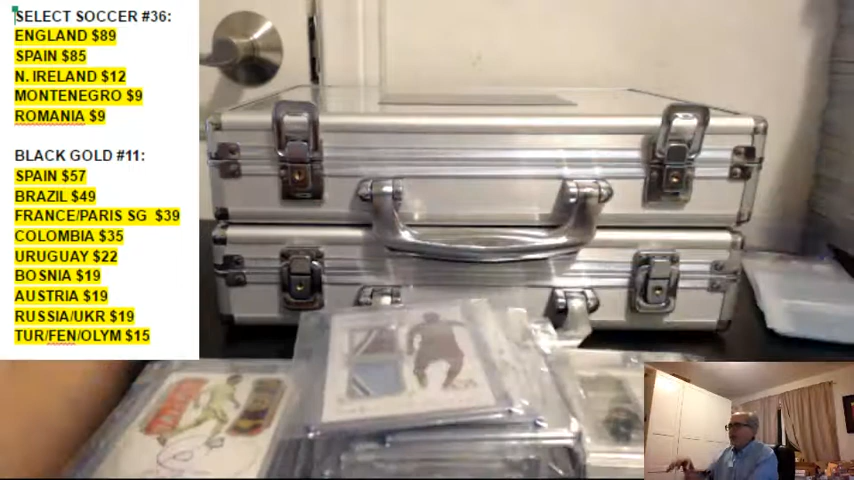 SELECT SOCCER #36:
ENGLAND $89
SPAIN $85
N. IRELAND $12
MONTENEGRO $9
ROMANIA $9
BLACK GOLD #11:
SPAIN $57
BRAZIL $49
FRANCE/PARIS SG $39
COLOMBIA $35
URUGUAY $22
BOSNIA $19
AUSTRIA $19
RUSSIA/UKR $19
TUR/FEN/OLYM $15